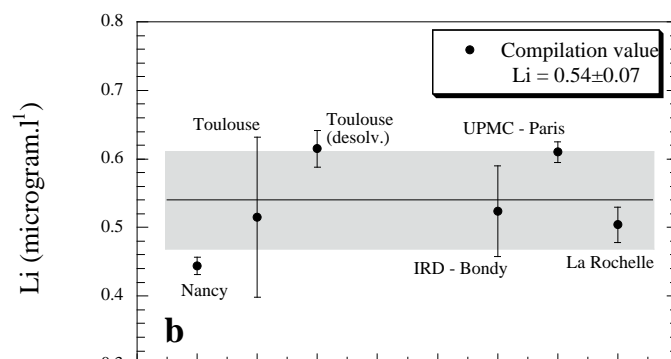 0.8
Compilation value
Li = 0.54±0.07
0.7
Toulouse
Toulouse
(desolv.)
UPMC - Paris
0.6
Li (microgram.l1)
0.5
IRD - Bondy
La Rochelle
Nancy
0.4
b